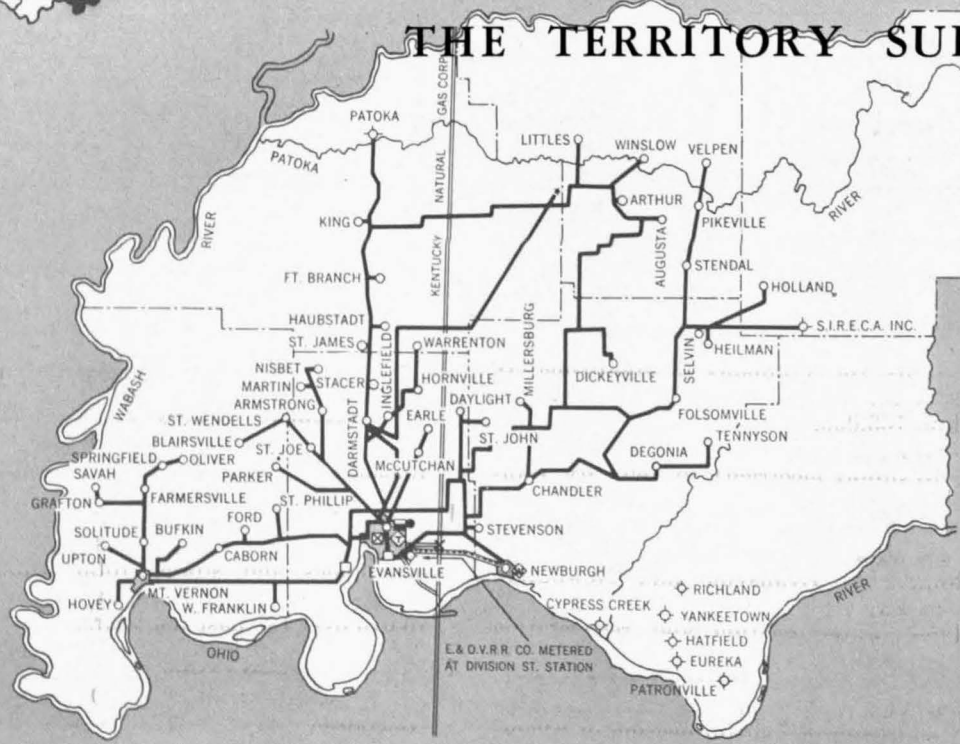 THE TERRITORY
KENTUCKY NATURAL GAS CORP
PATOKA
PATOKA
RIVER
WABASH
LITTLES
WINSLOW
VELPEN
ARTHUR
PIKEVILLE
RIVER
KING
AUGUSTA
STENDAL
FT. BRANCH
HOLLAND
HAUBSTADT
S.I.R.E.C.A. INC.
ST. JAMES
INGLEFIELD
WARRENTON
MILLERSBURG
SELVIN
HEILMAN
NISBET
MARTIN
STACER
HORNVILLE
DICKEYVILLE
ARMSTRONG
DAYLIGHT
EARLE
FOLSOMVILLE
ST. WENDELLS
DARMSTADT
ST. JOHN
TENNYSON
BLAIRSVILLE
ST. JOE
DEGONIA
SPRINGFIELD
OLIVER
McCUTCHAN
SAVAH
PARKER
CHANDLER
GRAFTON
FARMERSVILLE
ST. PHILLIP
SOLITUDE
BUFKIN
FORD
STEVENSON
UPTON
CABORN
EVANSVILLE
NEWBURGH
MT. VERNON
HOVEY
W. FRANKLIN
CYPRESS CREEK
RICHLAND
RIVER
YANKEETOWN
OHIO
HATFIELD
E.& O.V.R.R. CO. METERED
AT DIVISION ST. STATION
EUREKA
PATRONVILLE